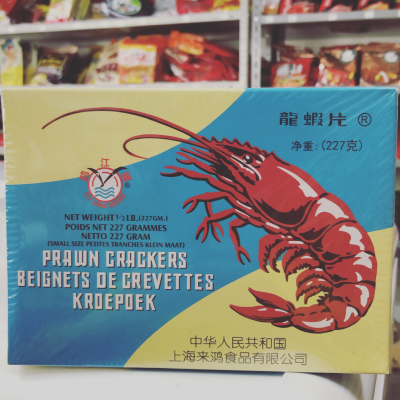 龍蝦片 ®
净重:(227克)
江
®
NET WEIGHT ½ LB.(227GM.)
POIDS NET 227 GRAMMES
NETTO 227 GRAM
(SMALL SIZE PETITES TRANCHES KLEIN MAAT)
PRAWN CRACKERS
BEIGNETS DE CREVETTES
KROEPOEK
中华人民共和国
上海来鸿食品有限公司